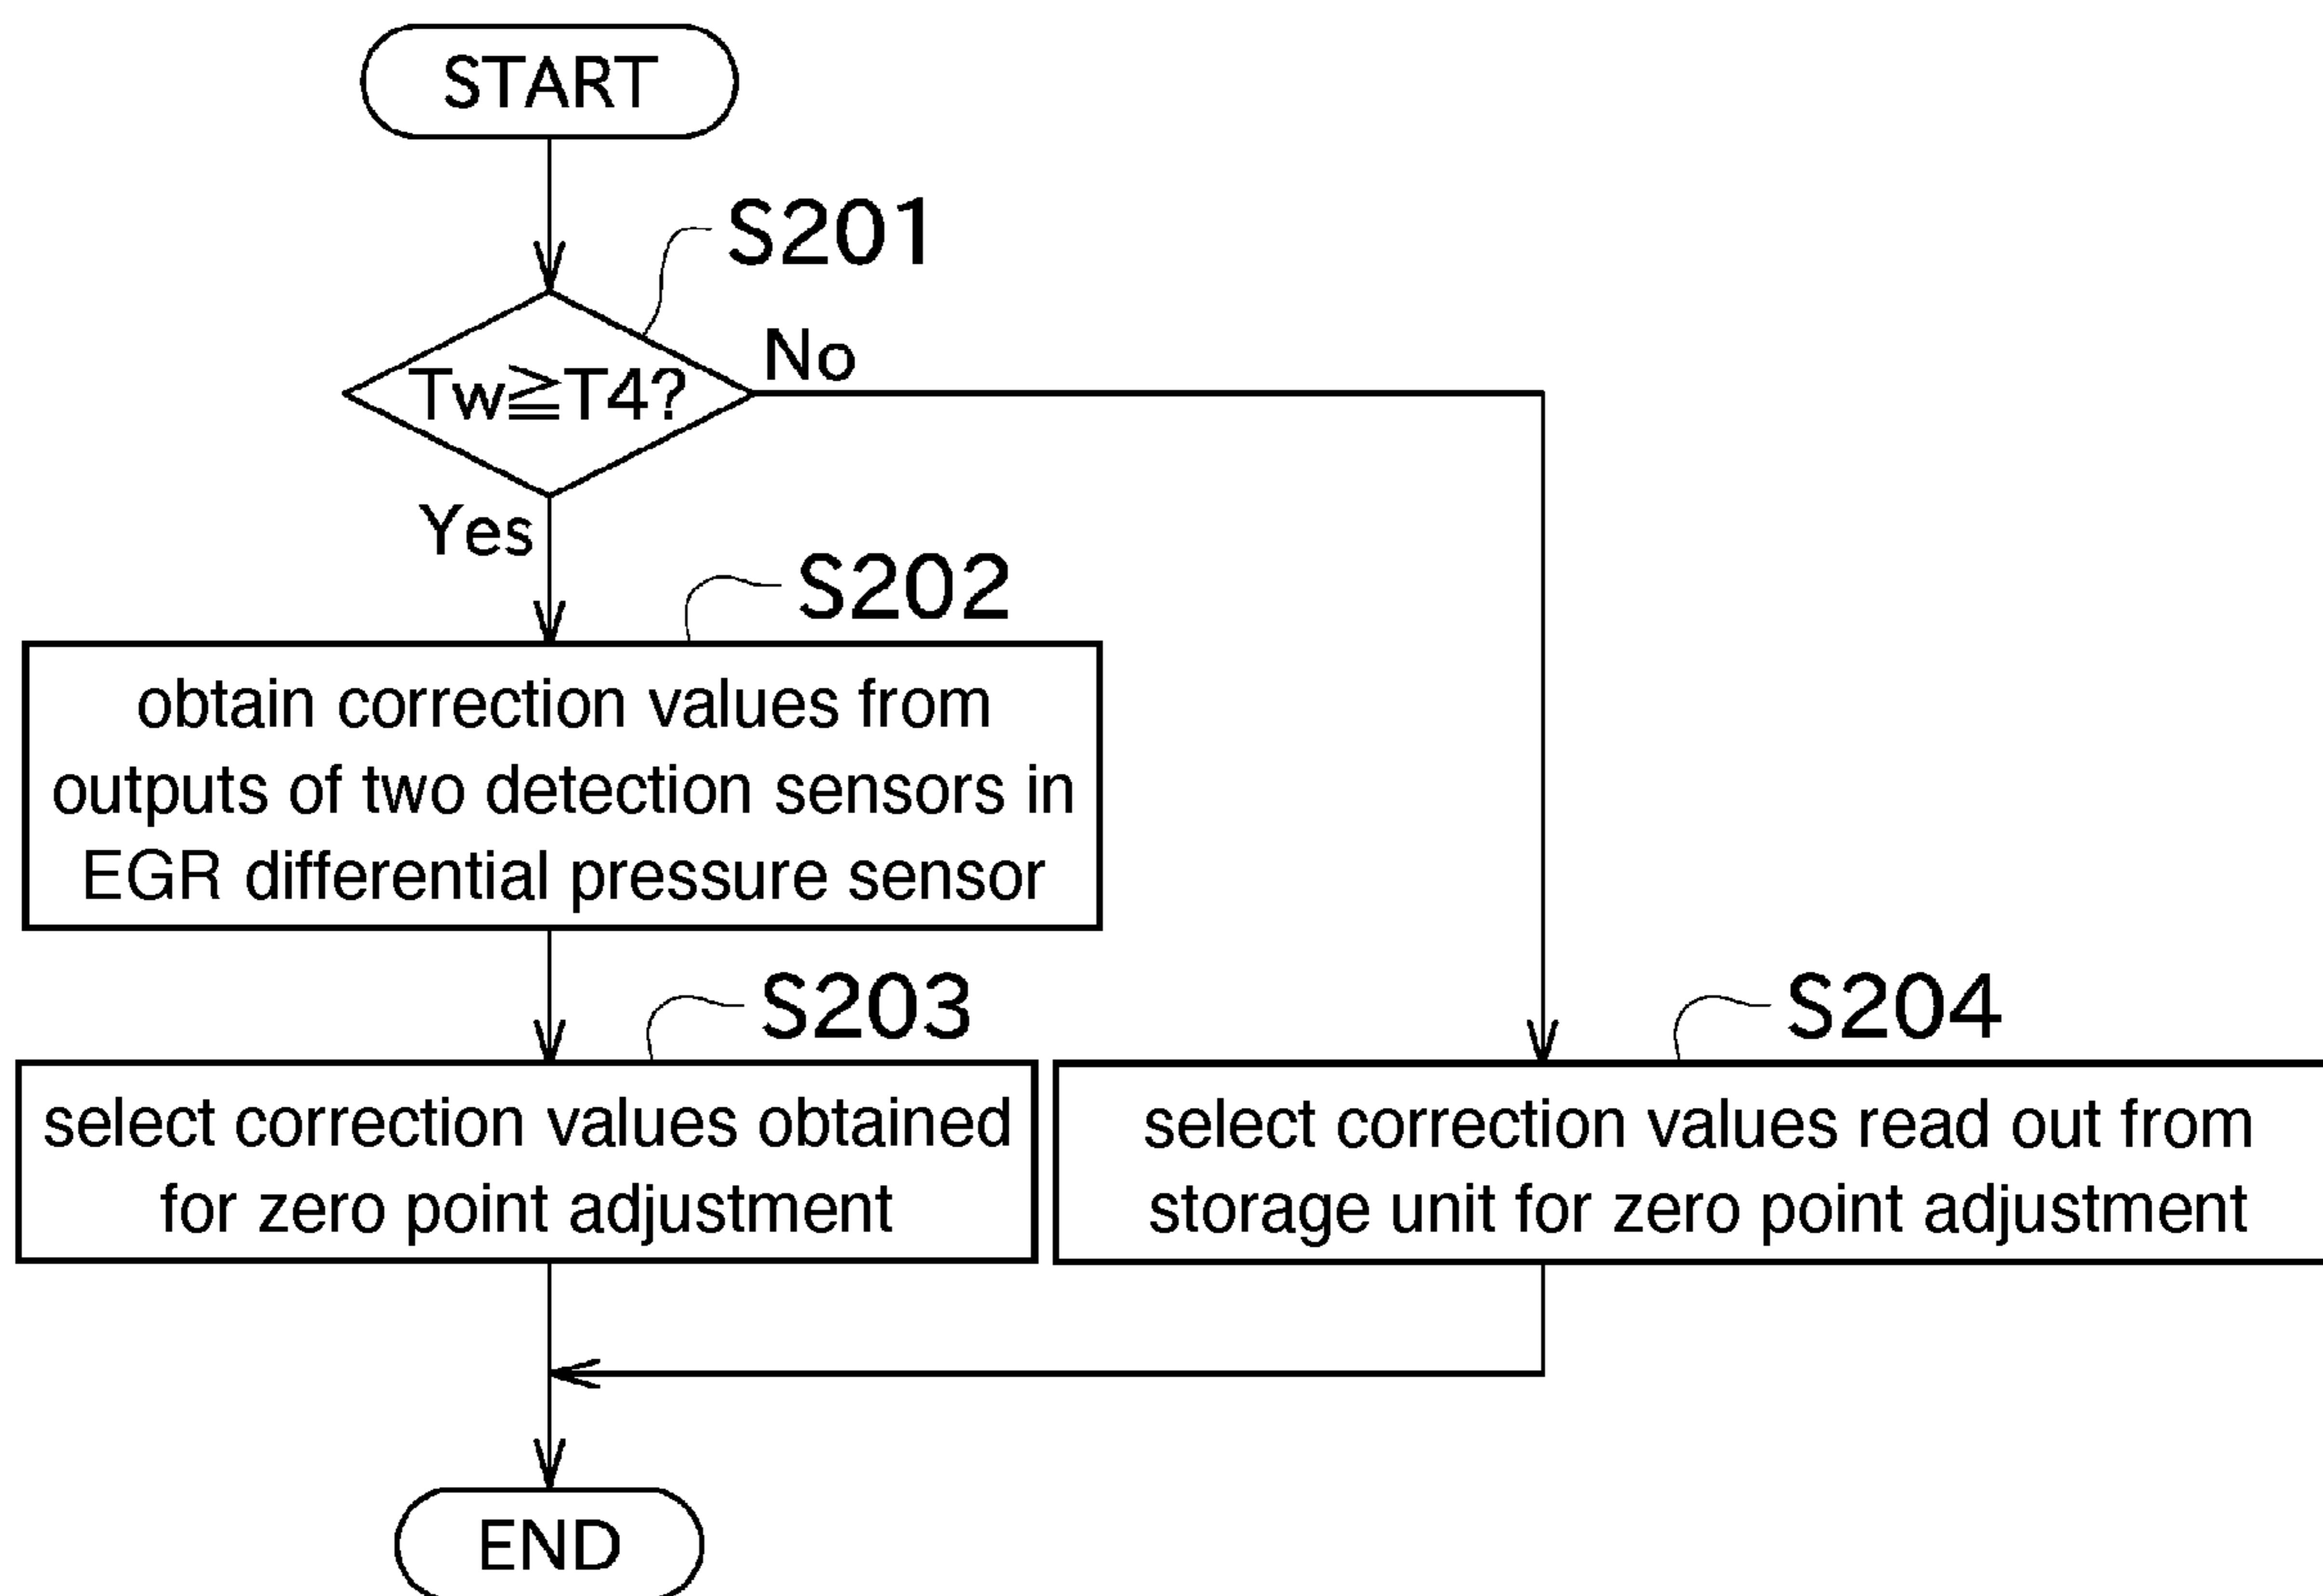 START
S201
Tw≧T4?
No
Yes
S202
obtain correction values from
outputs of two detection sensors in
EGR differential pressure sensor
S203
select correction values obtained
for zero point adjustment
S204
select correction values read out from
storage unit for zero point adjustment
END